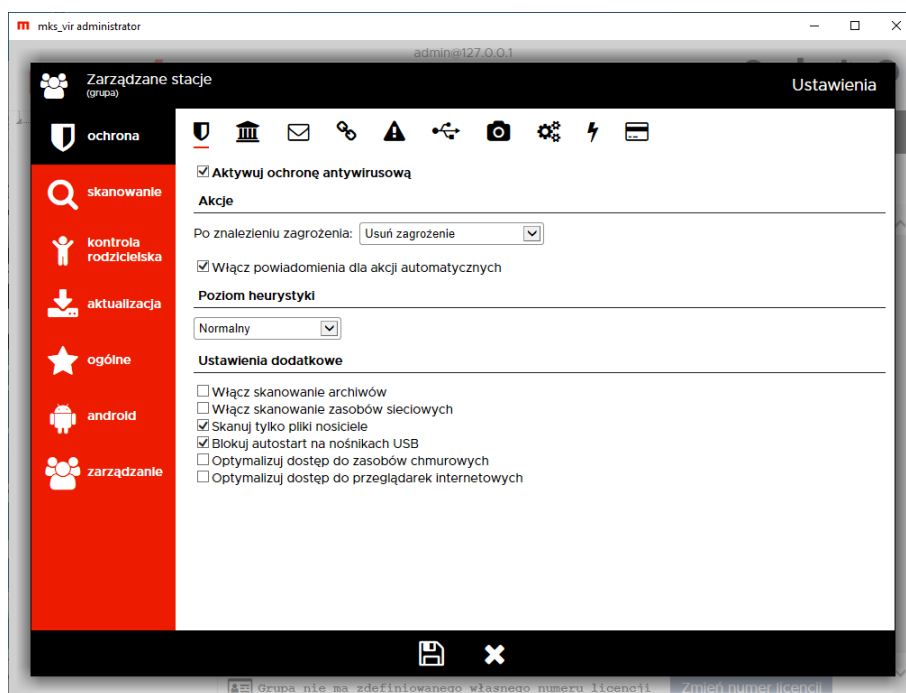 mks_vir administrator
admin@127.0.0.1
Zarządzane stacje
(grupa)
Ustawienia
ochrona
skanowanie
kontrola
rodzicielska
aktualizacja
ogólne
android
zarządzanie
Aktywuj ochronę antywirusową
Akcje
Po znalezieniu zagrożenia: Usuń zagrożenie
Włącz powiadomienia dla akcji automatycznych
Poziom heurystyki
Normalny
Ustawienia dodatkowe
Włącz skanowanie archiwów
Włącz skanowanie zasobów sieciowych
Skanuj tylko pliki nosiciele
Blokuj autostart na nośnikach USB
Optymalizuj dostęp do zasobów chmurowych
Optymalizuj dostęp do przeglądarek internetowych
Grupa nie ma zdefiniowanego własnego numeru licencji
Zmień numer licencji